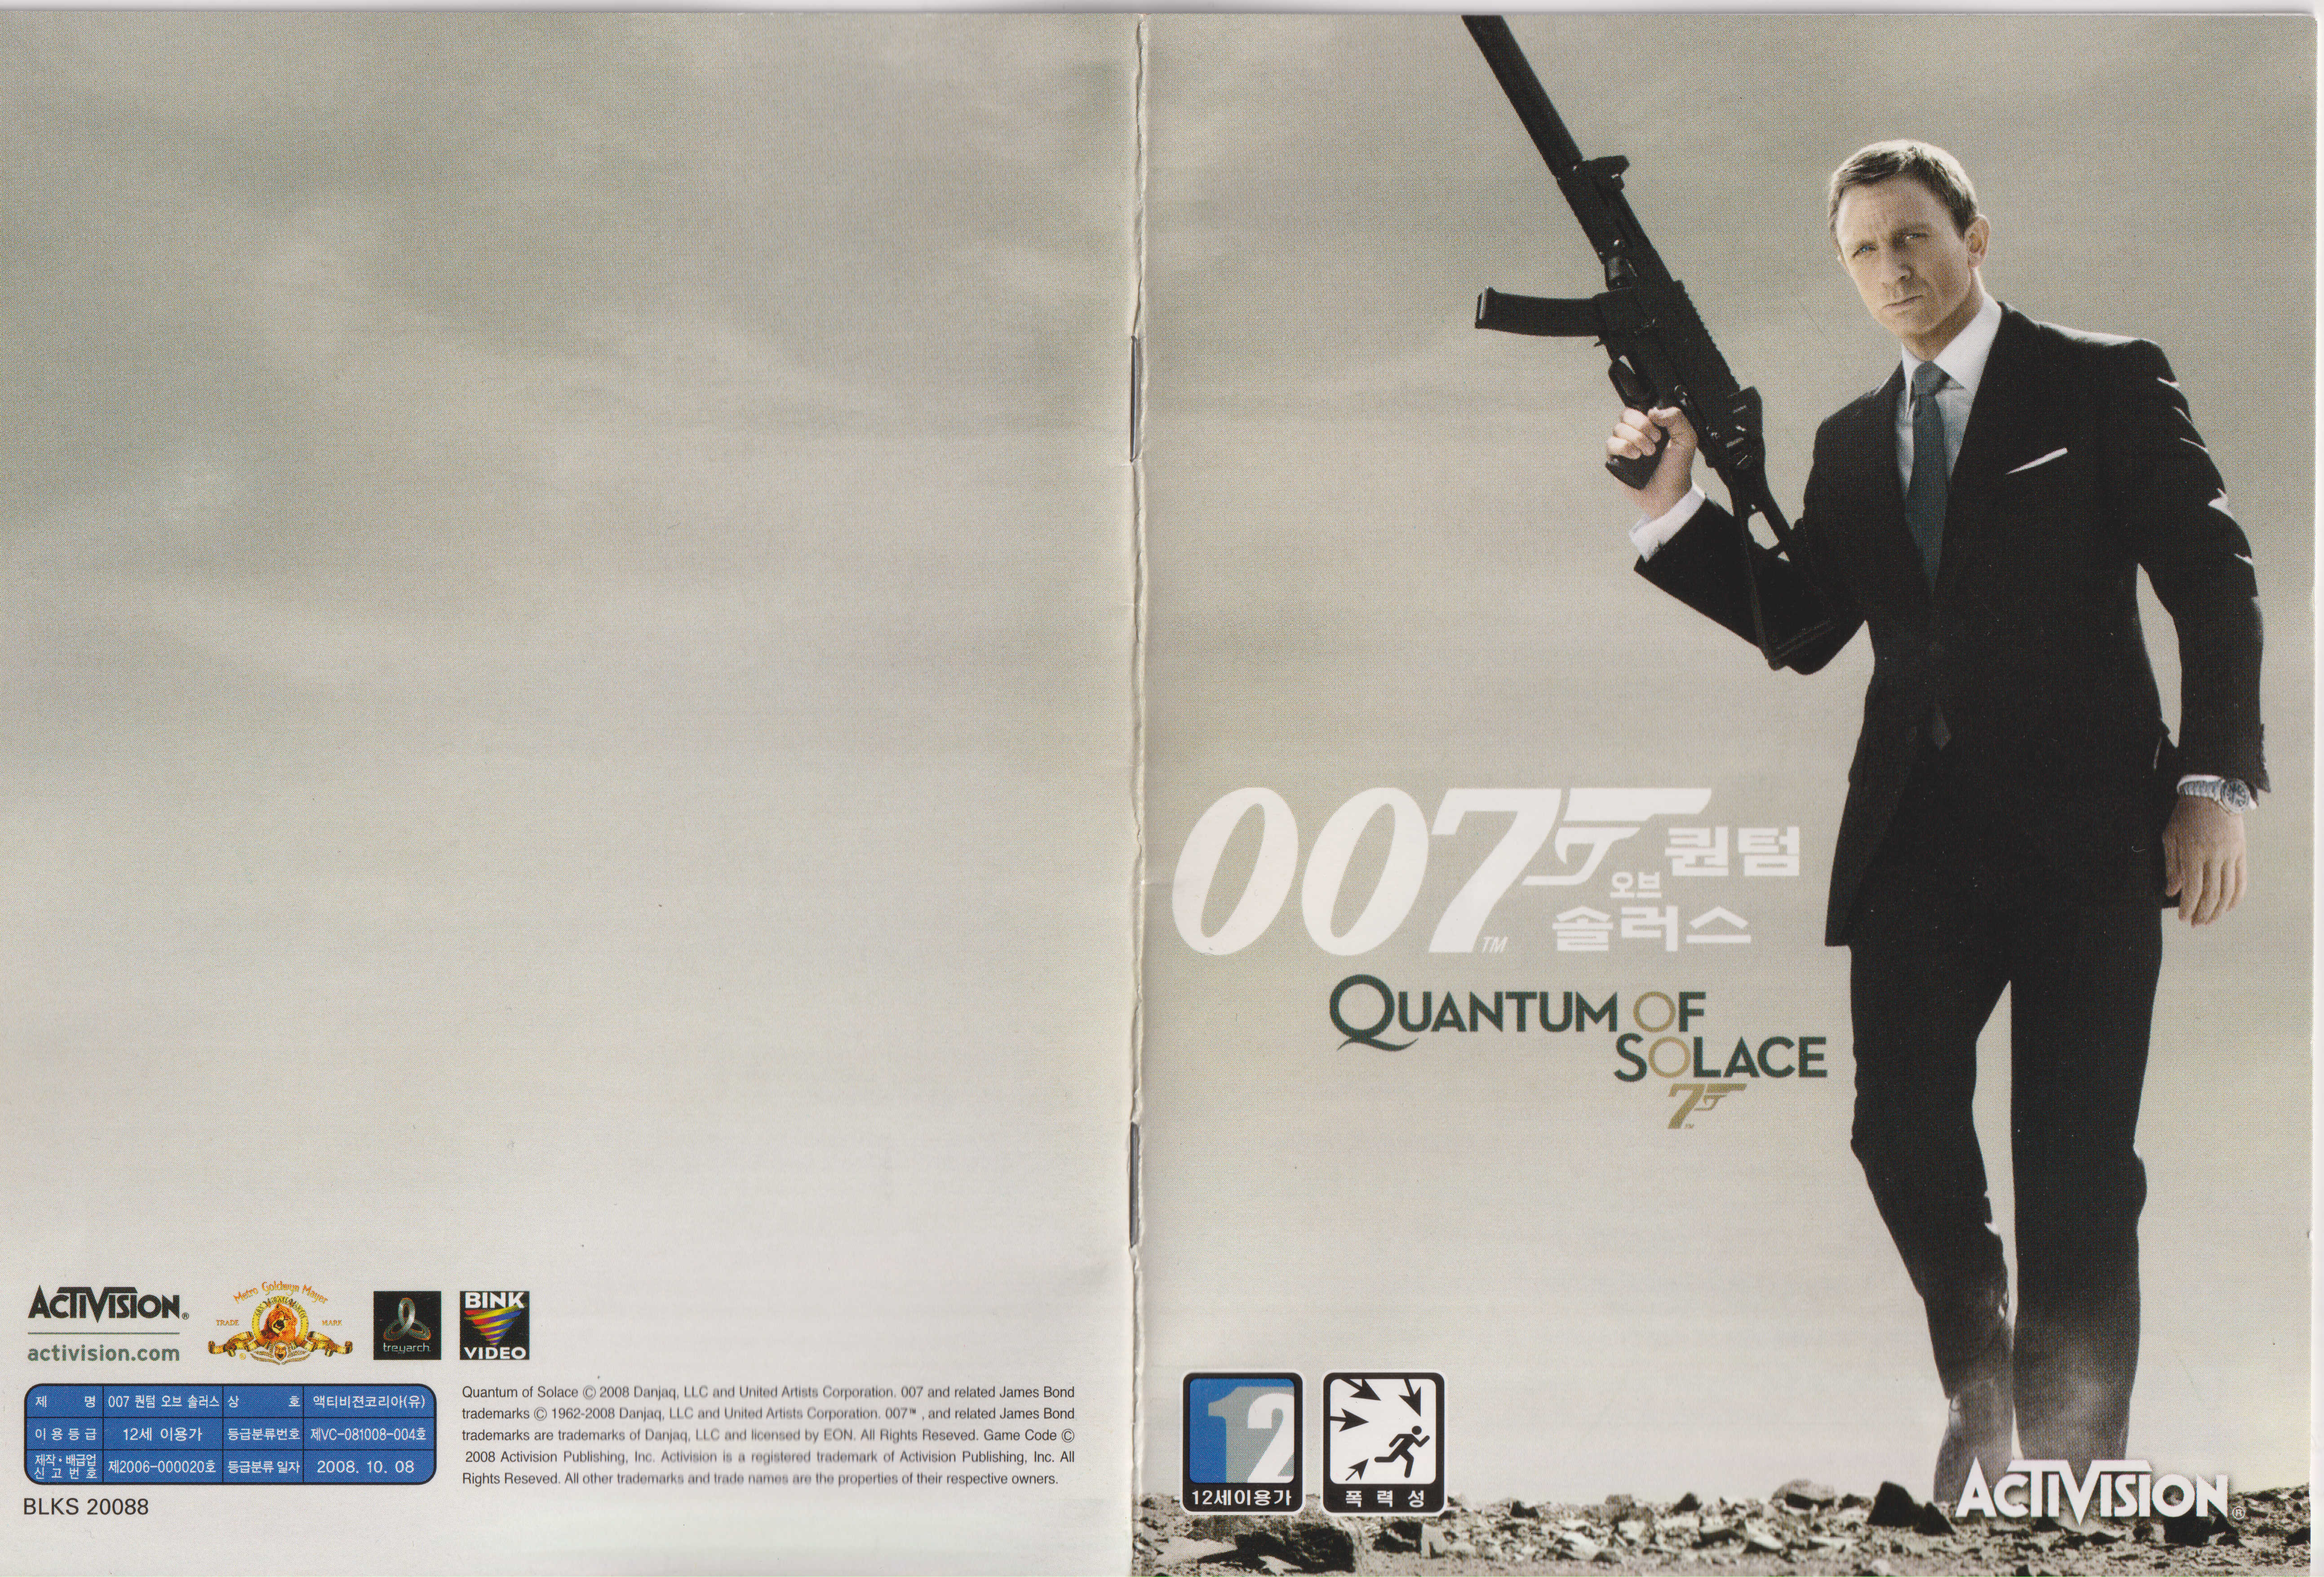 ACTIVISION®
activision.com
Metro Goldwyn Mayer
TRADE MARK
treyarch
BINK
VIDEO
제 명 007 퀀텀 오브 솔러스 상 호 액티비젼코리아(유)
이 용 등 급 12세 이용가 등급분류번호 제VC-081008-004호
제작·배급업 신고번호 제2006-000020호 등급분류 일자 2008. 10. 08
BLKS 20088
Quantum of Solace Ⓒ 2008 Danjaq, LLC and United Artists Corporation. 007 and related James Bond
trademarks Ⓒ 1962-2008 Danjaq, LLC and United Artists Corporation. 007™ , and related James Bond
trademarks are trademarks of Danjaq, LLC and licensed by EON. All Rights Reseved. Game Code Ⓒ
2008 Activision Publishing, Inc. Activision is a registered trademark of Activision Publishing, Inc. All
Rights Reseved. All other trademarks and trade names are the properties of their respective owners.
007™ 퀀텀
오브
솔러스
QUANTUM OF
SOLACE
7™
12
12세이용가
폭 력 성
ACTIVISION®